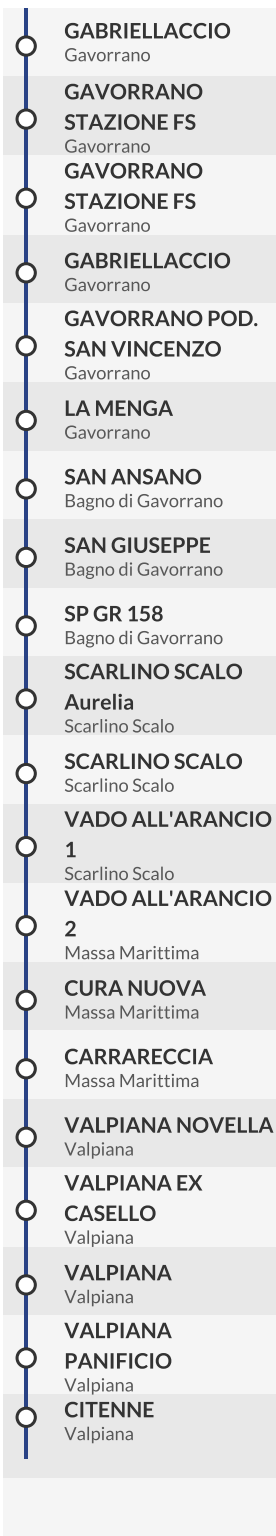 GABRIELLACCIO
Gavorrano
GAVORRANO
STAZIONE FS
Gavorrano
GAVORRANO
STAZIONE FS
Gavorrano
GABRIELLACCIO
Gavorrano
GAVORRANO POD.
SAN VINCENZO
Gavorrano
LA MENGA
Gavorrano
SAN ANSANO
Bagno di Gavorrano
SAN GIUSEPPE
Bagno di Gavorrano
SP GR 158
Bagno di Gavorrano
SCARLINO SCALO
Aurelia
Scarlino Scalo
SCARLINO SCALO
Scarlino Scalo
VADO ALL'ARANCIO
1
Scarlino Scalo
VADO ALL'ARANCIO
2
Massa Marittima
CURA NUOVA
Massa Marittima
CARRARECCIA
Massa Marittima
VALPIANA NOVELLA
Valpiana
VALPIANA EX
CASELLO
Valpiana
VALPIANA
Valpiana
VALPIANA
PANIFICIO
Valpiana
CITENNE
Valpiana